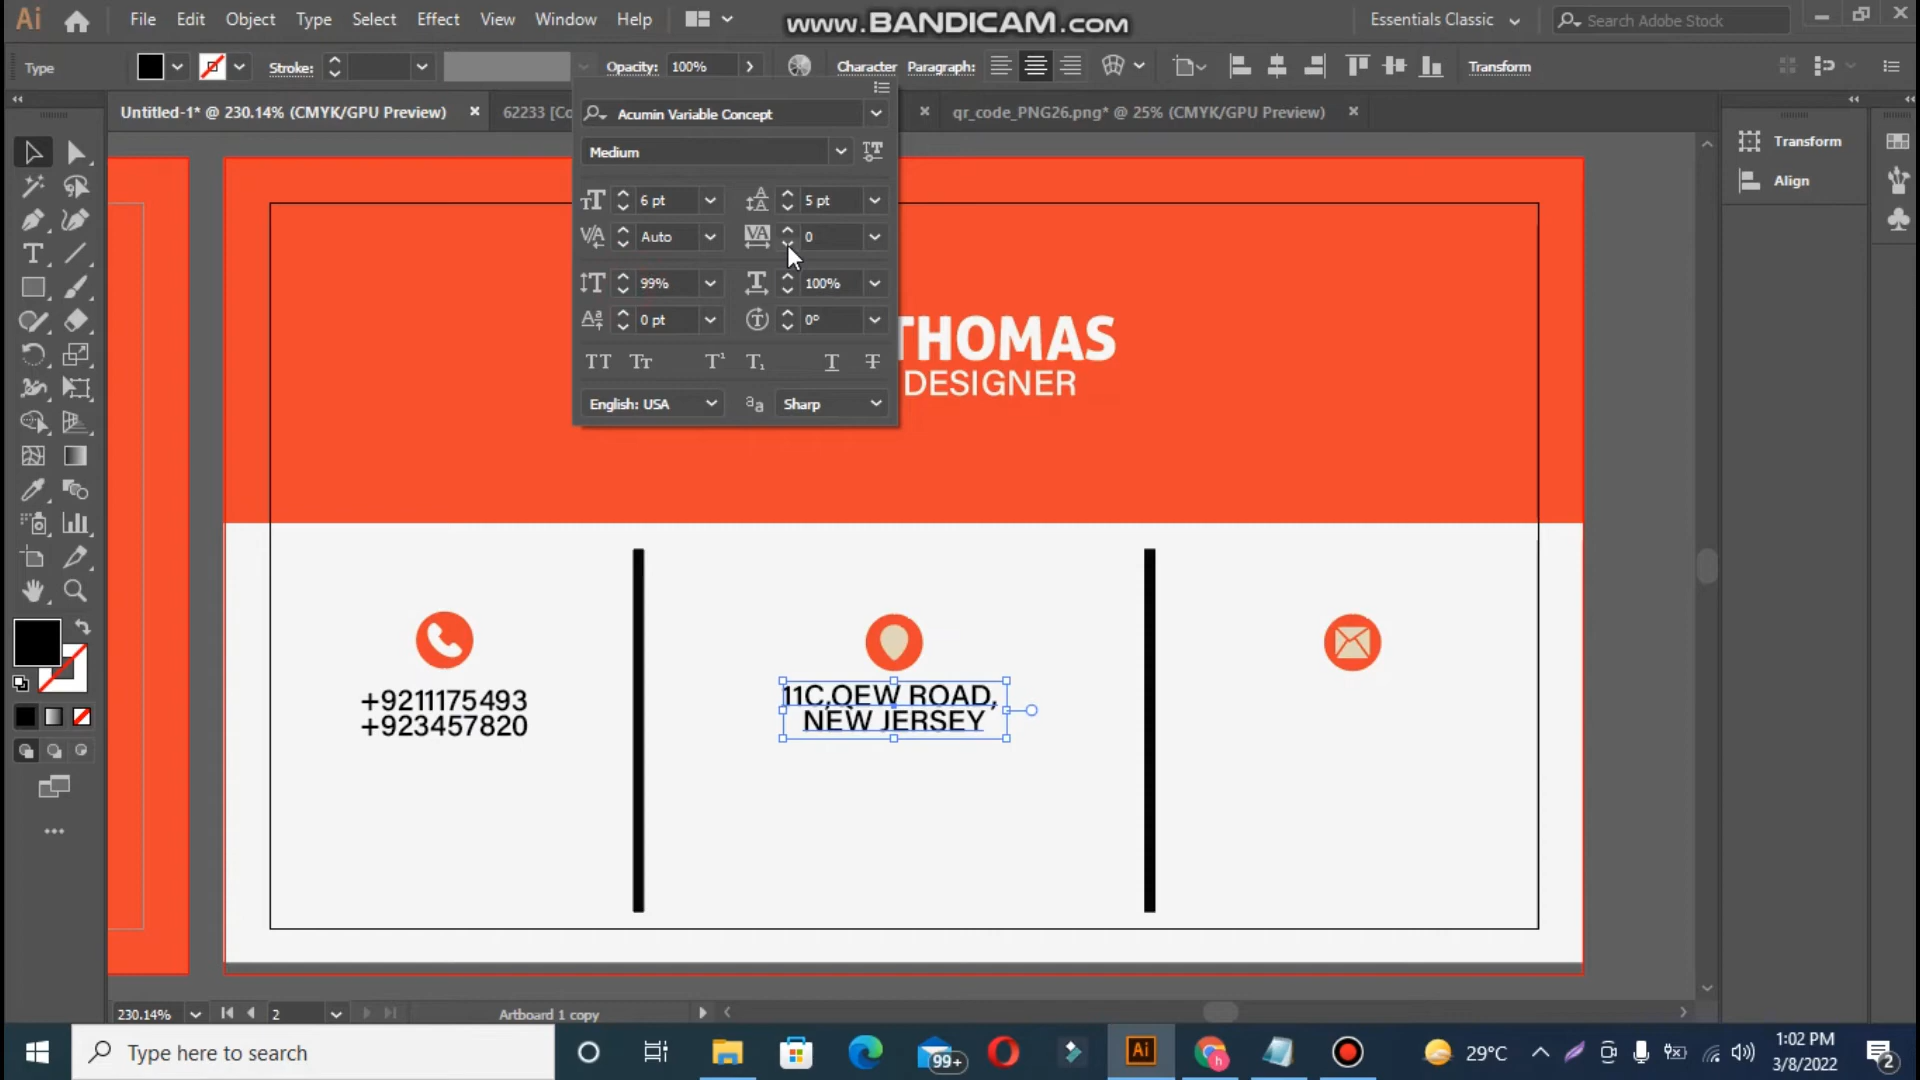 www.BANDICAM.com
Ai File Edit Object Type Select Effect View Window Help Essentials Classic Search Adobe Stock
Type Stroke: Opacity: 100% Character Paragraph: Transform
Untitled-1* @ 230.14% (CMYK/GPU Preview) 62233 [Co qr_code_PNG26.png* @ 25% (CMYK/GPU Preview)
Acumin Variable Concept
Medium
6 pt 5 pt
Auto 0
99% 100%
0 pt 0°
English: USA Sharp
Transform
Align
THOMAS
DESIGNER
+9211175493
+923457820
11C,QEW ROAD,
NEW JERSEY
230.14% 2 Artboard 1 copy
Type here to search 99+ Ai h 29°C 1:02 PM
3/8/2022 2